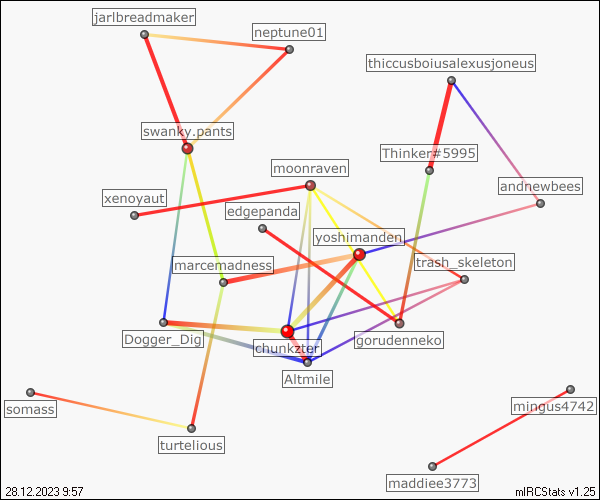 jarlbreadmaker
neptune01
thiccusboiusalexusjoneus
swanky.pants
Thinker#5995
moonraven
andnewbees
xenoyaut
edgepanda
yoshimanden
marcemadness
trash_skeleton
Dogger_Dig
chunkzter
gorudenneko
Altmile
somass
mingus4742
turtelious
maddiee3773
28.12.2023 9:57
mIRCStats v1.25